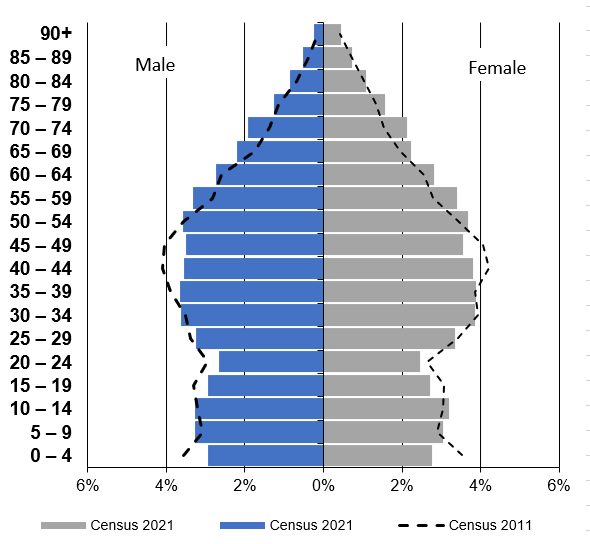 90+
85 – 89
80 – 84
75 – 79
70 – 74
65 – 69
60 – 64
55 – 59
50 – 54
45 – 49
40 – 44
35 – 39
30 – 34
25 – 29
20 – 24
15 – 19
10 – 14
5 – 9
0 – 4
Male
Female
6% 4% 2% 0% 2% 4% 6%
Census 2021 Census 2021 Census 2011